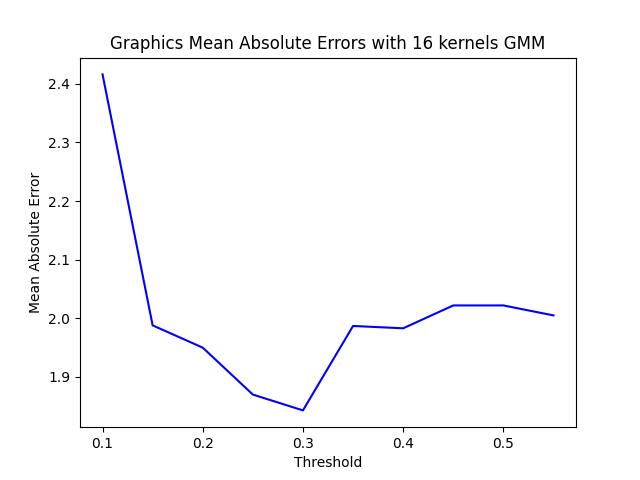 Graphics Mean Absolute Errors with 16 kernels GMM
2.4
2.3
2.2
2.1
2.0
1.9
Mean Absolute Error
0.1 0.2 0.3 0.4 0.5
Threshold